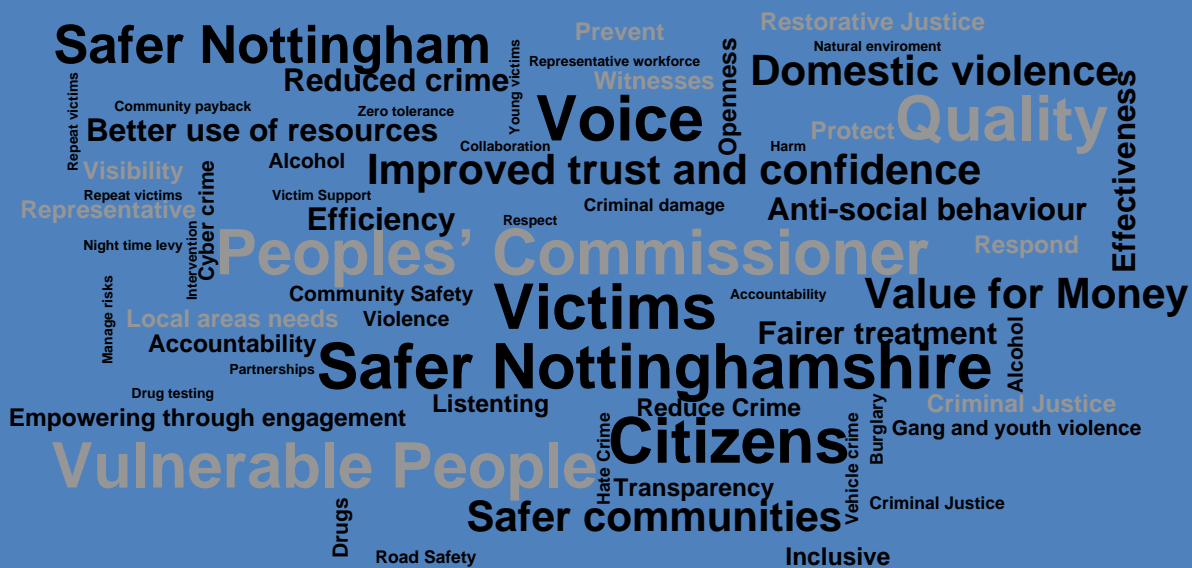 Safer Nottingham
Prevent
Restorative Justice
Natural enviroment
Reduced crime
Young victims
Representative workforce
Witnesses
Openness
Domestic violence
Repeat victims
Community payback
Zero tolerance
Voice
Quality
Effectiveness
Better use of resources
Protect
Collaboration
Harm
Visibility
Alcohol
Improved trust and confidence
Repeat victims
Cyber crime
Victim Support
Representative
Efficiency
Respect
Criminal damage
Anti-social behaviour
Night time levy
Intervention
Peoples’ Commissioner
Respond
Manage risks
Community Safety
Victims
Accountability
Value for Money
Local areas needs
Violence
Fairer treatment
Alcohol
Accountability
Partnerships
Safer Nottinghamshire
Drug testing
Listenting
Reduce Crime
Criminal Justice
Empowering through engagement
Citizens
Burglary
Gang and youth violence
Vulnerable People
Hate Crime
Vehicle crime
Transparency
Criminal Justice
Drugs
Safer communities
Road Safety
Inclusive